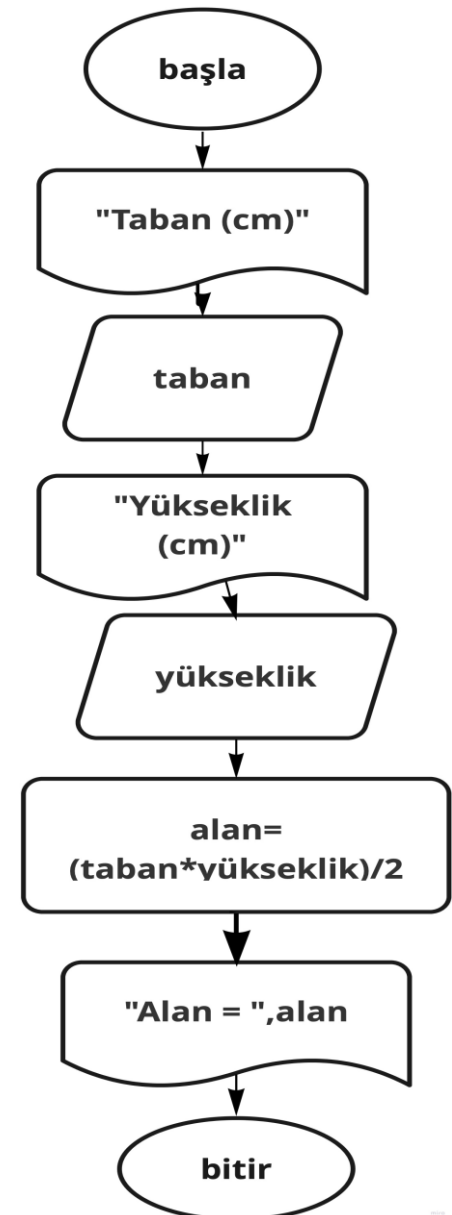 başla
"Taban (cm)"
taban
"Yükseklik
(cm)"
yükseklik
alan=
(taban*yükseklik)/2
"Alan = ",alan
bitir